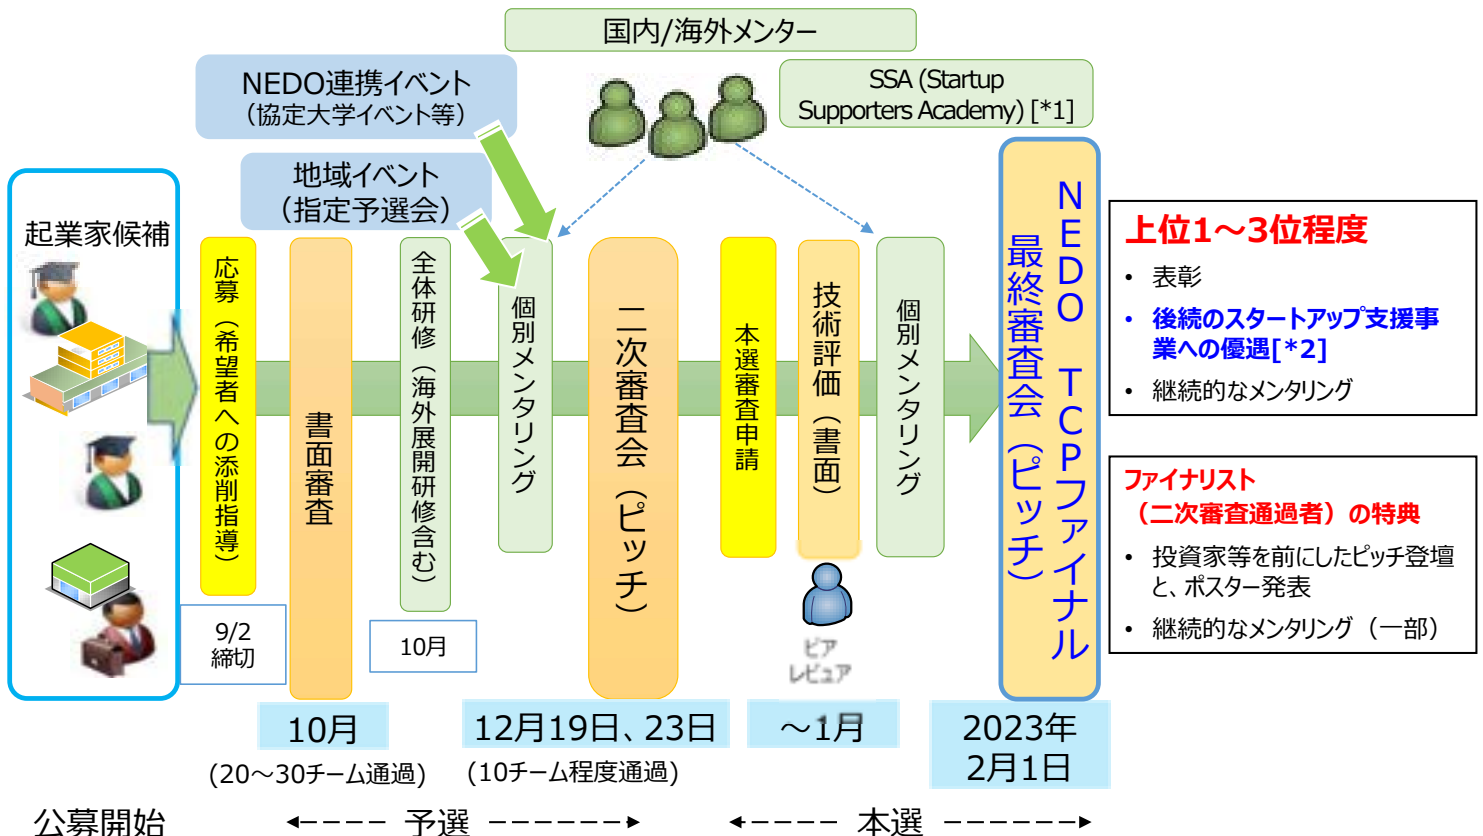 国内/海外メンター
NEDO連携イベント
（協定大学イベント等）
SSA (Startup
Supporters Academy) [*1]
地域イベント
（指定予選会）
起業家候補
応募（希望者への添削指導）
書面審査
全体研修（海外展開研修含む）
個別メンタリング
二次審査会（ピッチ）
本選審査申請
技術評価（書面）
個別メンタリング
NEDO TCPファイナル
最終審査会（ピッチ）
上位1～3位程度
• 表彰
• 後続のスタートアップ支援事
業への優遇[*2]
• 継続的なメンタリング
ファイナリスト
（二次審査通過者）の特典
• 投資家等を前にしたピッチ登壇
と、ポスター発表
• 継続的なメンタリング（一部）
9/2
締切
10月
ピア
レビュア
10月
(20～30チーム通過)
12月19日、23日
(10チーム程度通過)
～1月
2023年
2月1日
公募開始
予選
本選